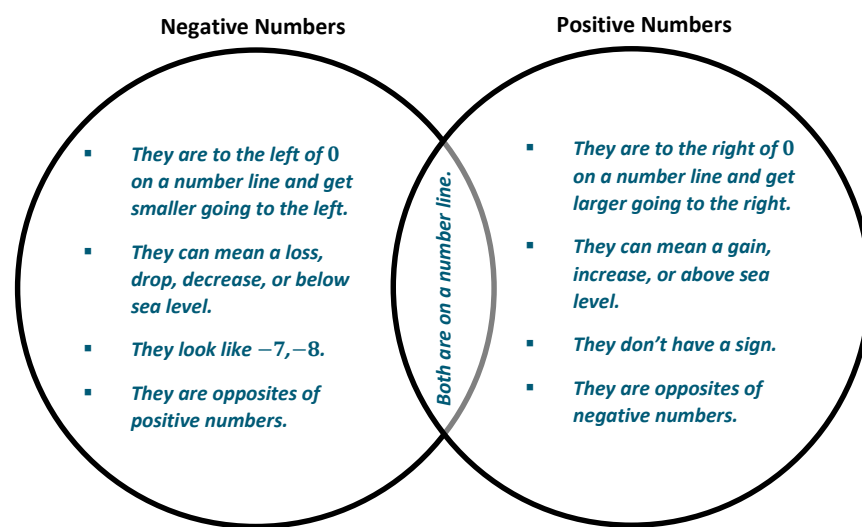 Negative Numbers
Positive Numbers
▪ They are to the left of 0
on a number line and get
smaller going to the left.
▪ They can mean a loss,
drop, decrease, or below
sea level.
▪ They look like −7,−8.
▪ They are opposites of
positive numbers.
Both are on a number line.
▪ They are to the right of 0
on a number line and get
larger going to the right.
▪ They can mean a gain,
increase, or above sea
level.
▪ They don’t have a sign.
▪ They are opposites of
negative numbers.